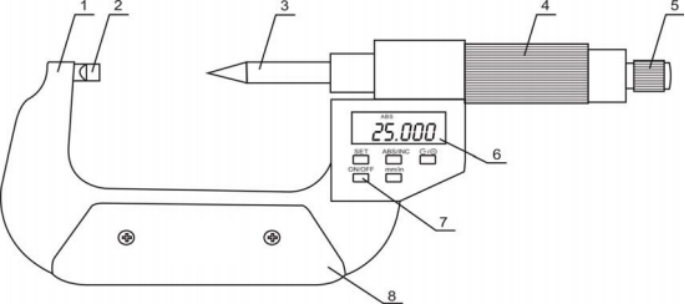 1 2 3 4 5
ABS
25.000
6
SET ABS/INC
ON/OFF mm/in
7
8